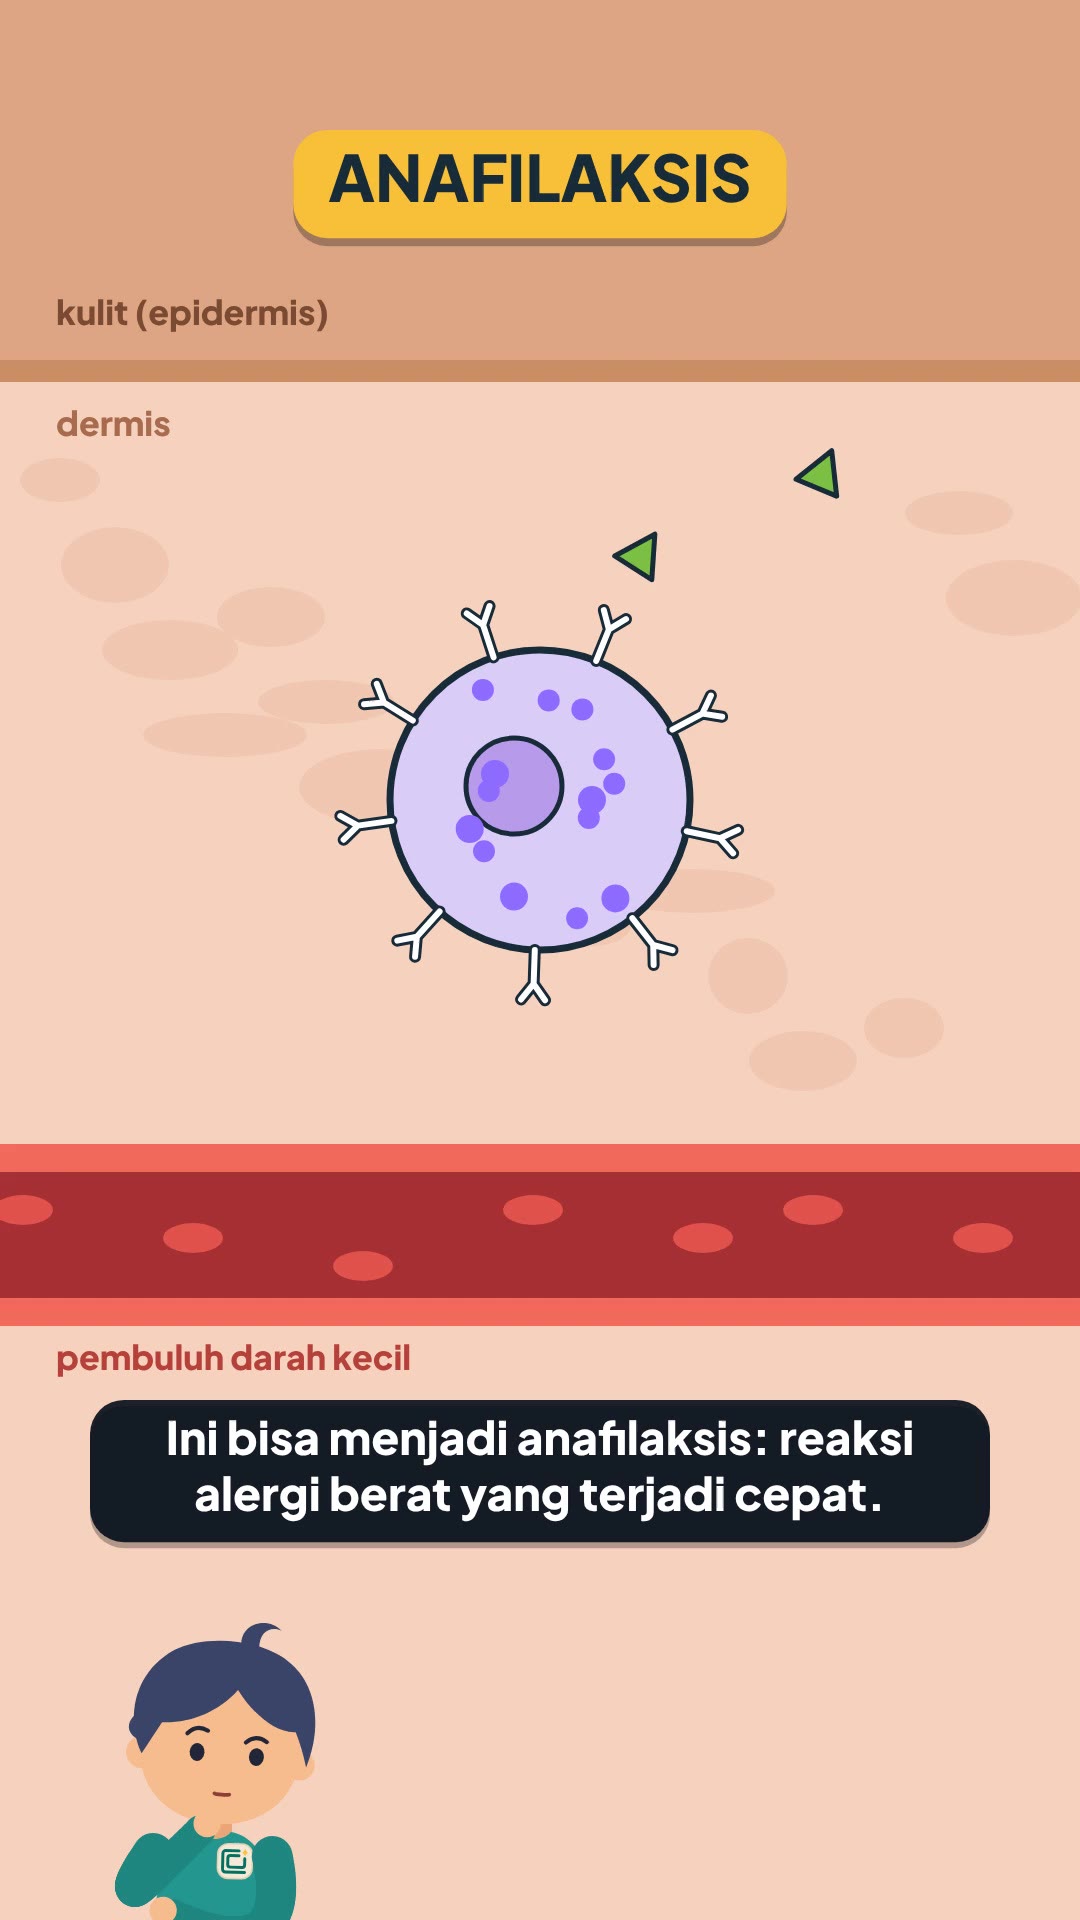 ANAFILAKSIS
kulit (epidermis)
dermis
pembuluh darah kecil
Ini bisa menjadi anafilaksis: reaksi
alergi berat yang terjadi cepat.